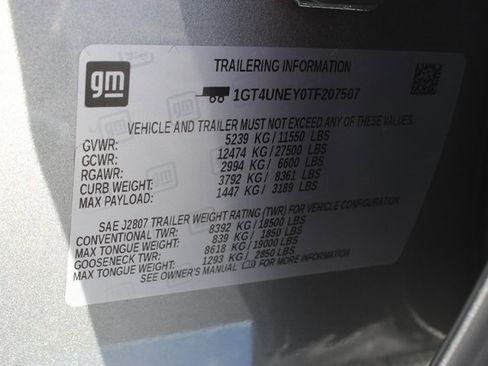 gm
TRAILERING INFORMATION
1GT4UNEY0TF207507
VEHICLE AND TRAILER MUST NOT EXCEED ANY OF THESE VALUES.
GVWR: 5239 KG/11550 LBS
GCWR: 12474 KG/27500 LBS
RGAWR: 2994 KG/ 6600 LBS
CURB WEIGHT: 3792 KG/ 8361 LBS
MAX PAYLOAD: 1447 KG/ 3189 LBS
SAE J2807 TRAILER WEIGHT RATING (TWR) FOR VEHICLE CONFIGURATION
CONVENTIONAL TWR: 8392 KG/18500 LBS
MAX TONGUE WEIGHT: 839 KG/ 1850 LBS
GOOSENECK TWR: 8618 KG/19000 LBS
MAX TONGUE WEIGHT: 1293 KG/ 2850 LBS
SEE OWNER'S MANUAL FOR MORE INFORMATION